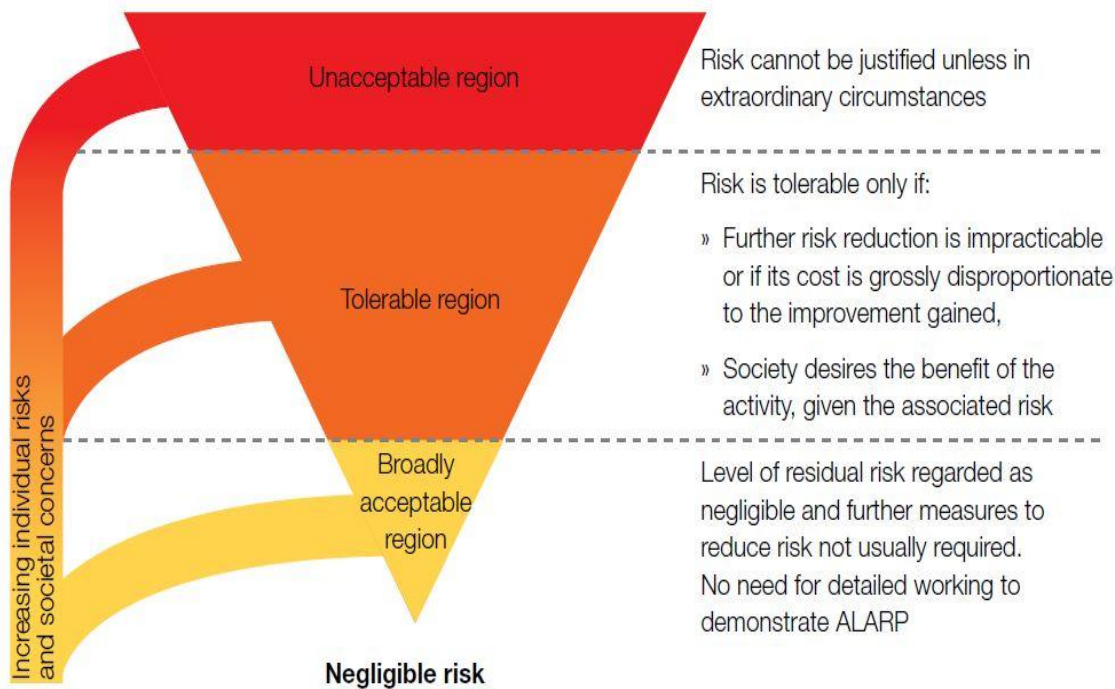 Unacceptable region
Risk cannot be justified unless in
extraordinary circumstances
Risk is tolerable only if:
» Further risk reduction is impracticable
or if its cost is grossly disproportionate
to the improvement gained,
Tolerable region
» Society desires the benefit of the
activity, given the associated risk
Broadly
acceptable
region
Level of residual risk regarded as
negligible and further measures to
reduce risk not usually required.
No need for detailed working to
demonstrate ALARP
Increasing individual risks
and societal concerns
Negligible risk